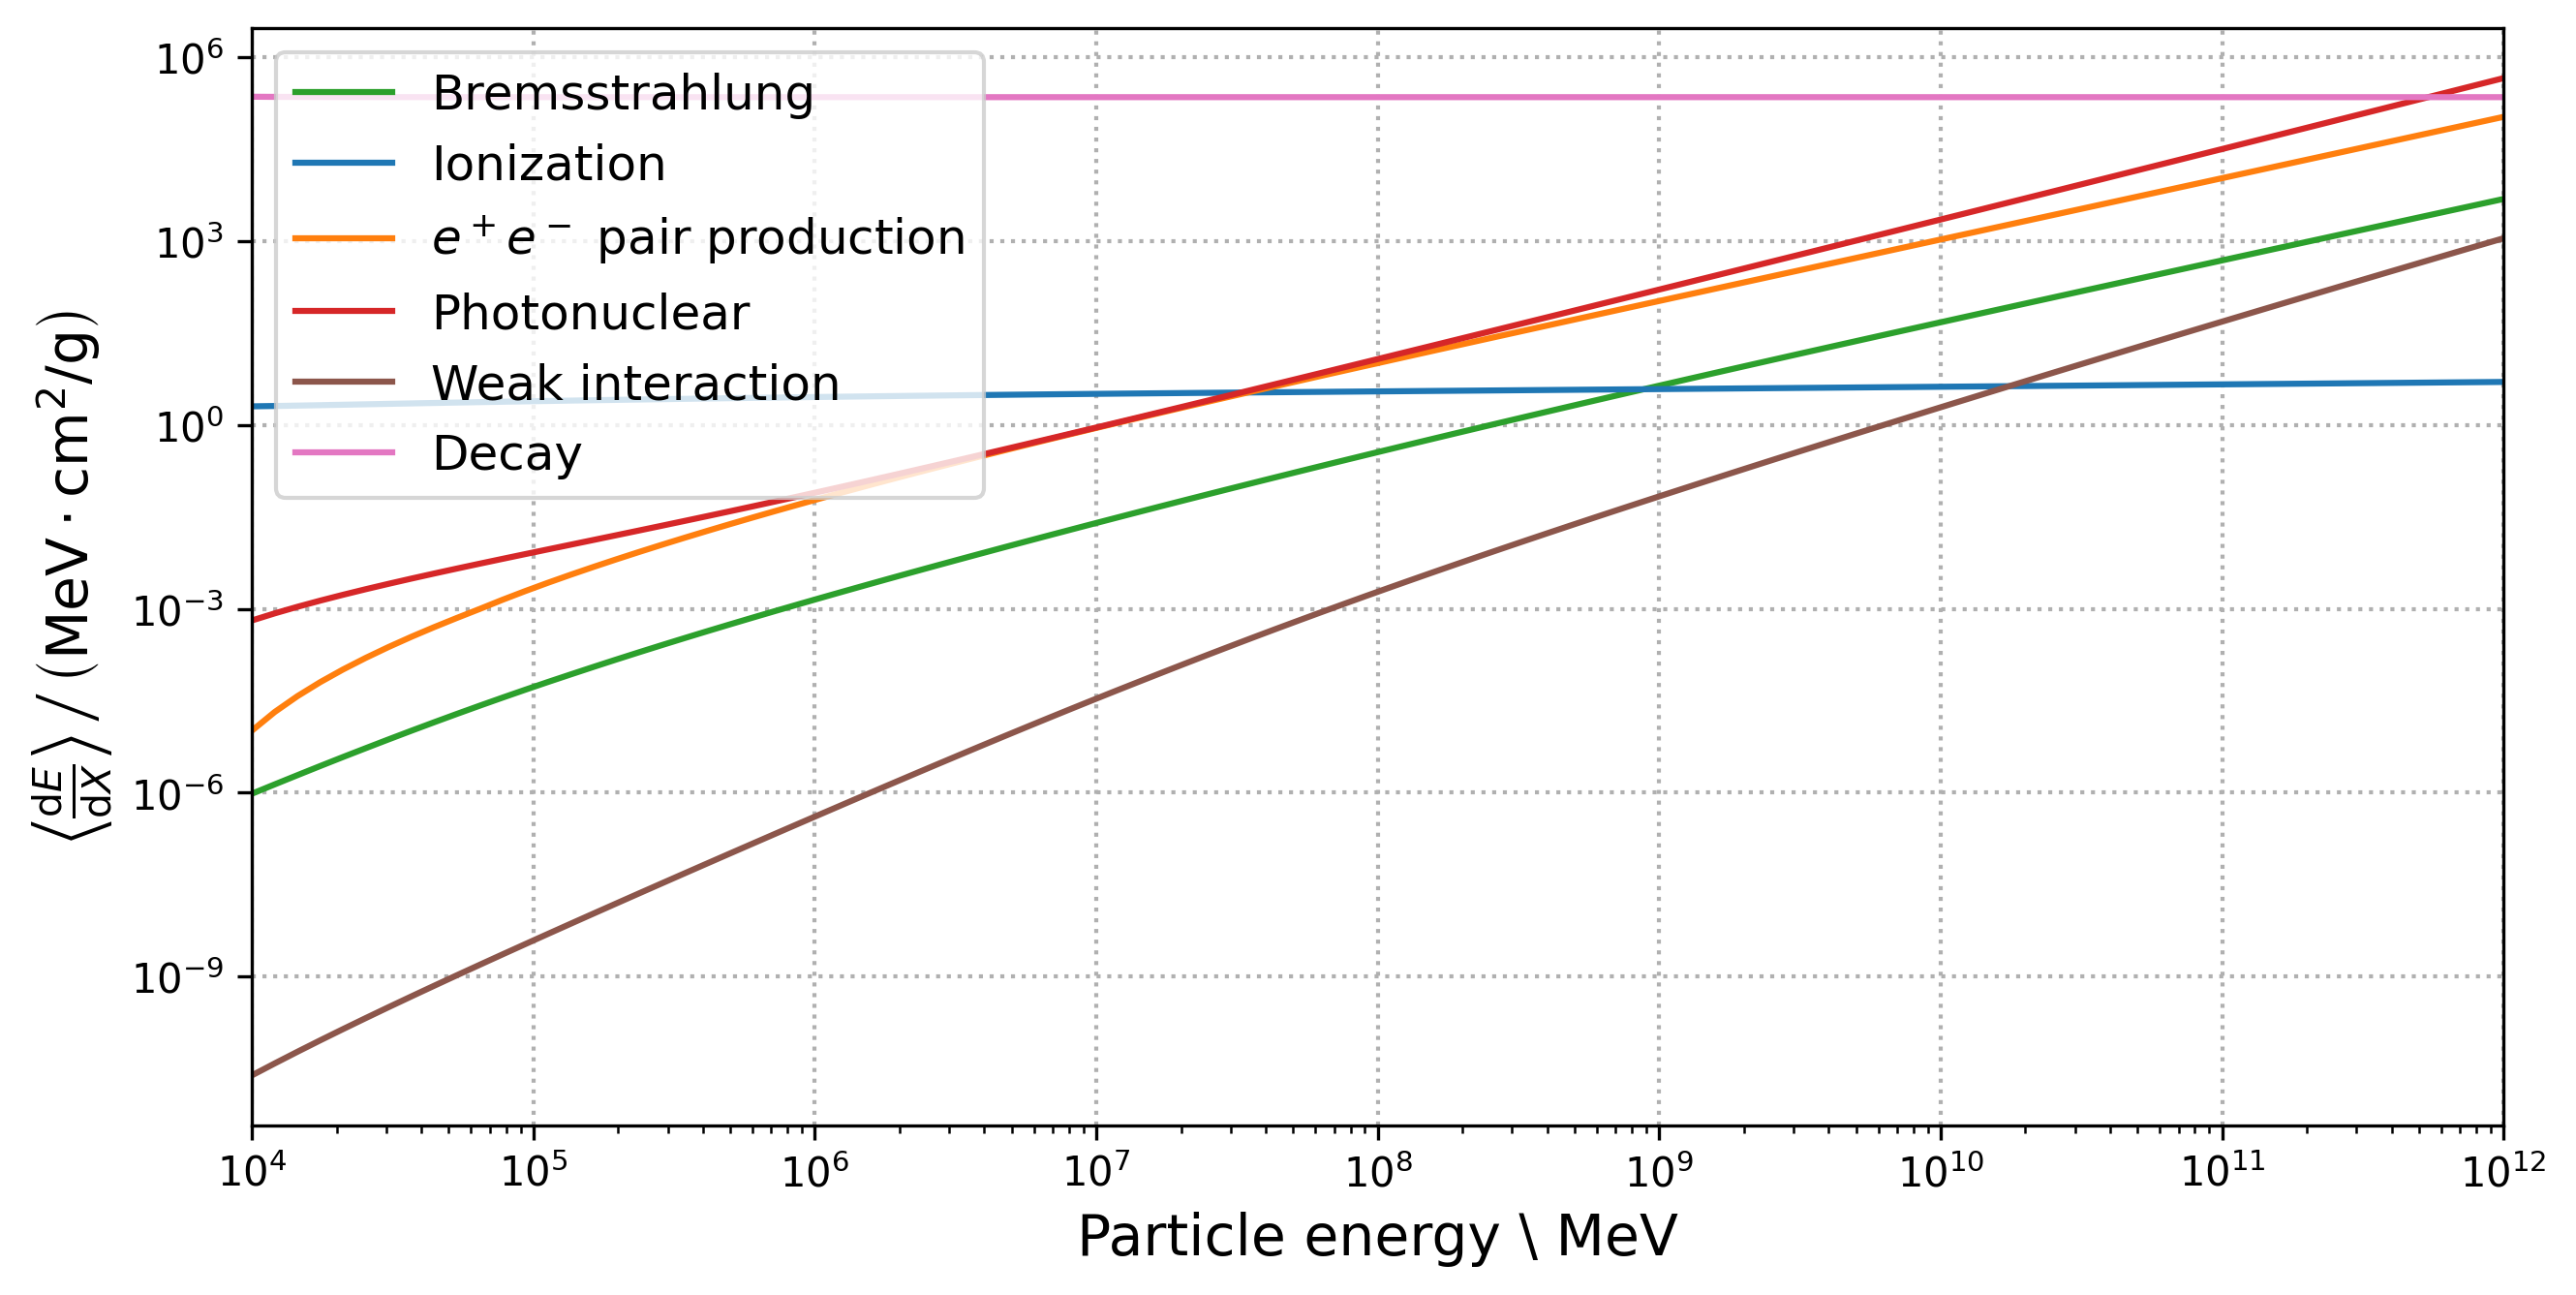 10⁶
10³
10⁰
10⁻³
10⁻⁶
10⁻⁹
⟨dE/dX⟩ / (MeV · cm²/g)
Bremsstrahlung
Ionization
e⁺e⁻ pair production
Photonuclear
Weak interaction
Decay
10⁴ 10⁵ 10⁶ 10⁷ 10⁸ 10⁹ 10¹⁰ 10¹¹ 10¹²
Particle energy \ MeV